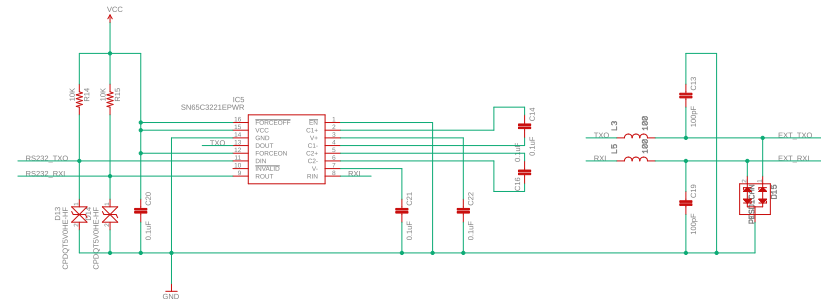 VCC
10K
R14
10K
R15
IC5
SN65C3221EPWR
16
15
14
13
12
11
10
9
FORCEOFF
VCC
GND
DOUT
FORCEON
DIN
INVALID
ROUT
EN
C1+
V+
C1-
C2+
C2-
V-
RIN
1
2
3
4
5
6
7
8
TXO
RXI
RS232_TXO
RS232_RXI
D13
CPDQT5V0HE-HF
CPDQT5V0HE-HF
C20
0.1uF
C21
0.1uF
C22
0.1uF
C14
0.1uF
0.1uF
C16
GND
C13
100pF
TXO
L3
100
RXI
L5
100
EXT_TXO
EXT_RXI
C19
100pF
D15